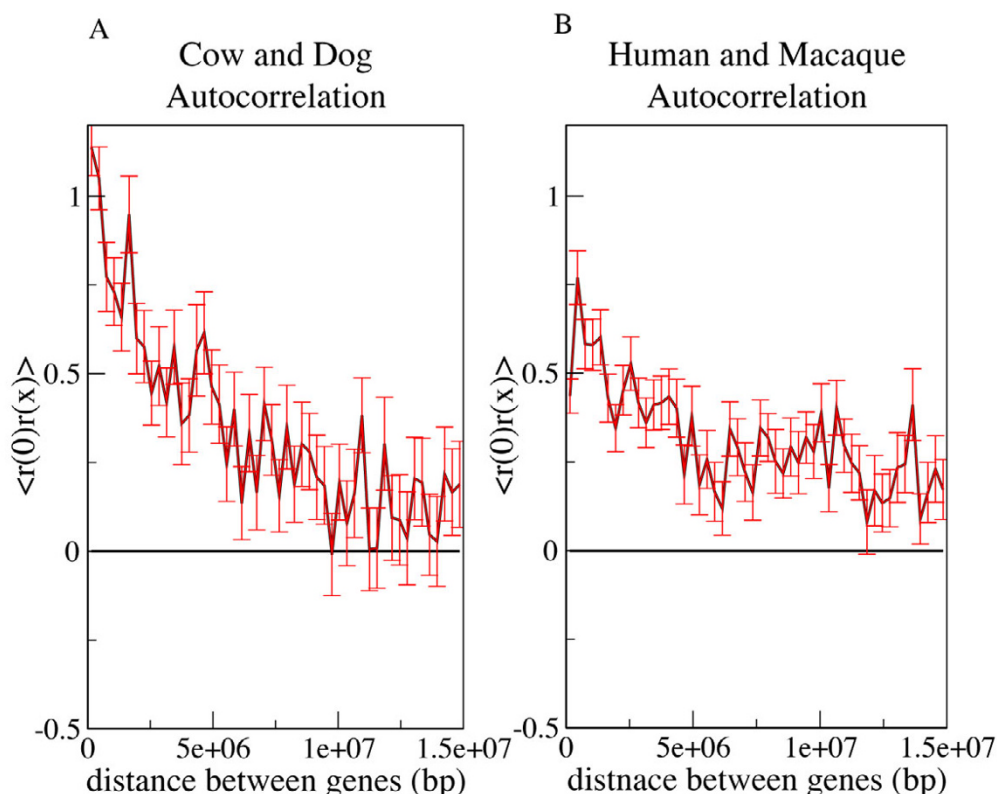 A
Cow and Dog
Autocorrelation
<r(0)r(x)>
1
0.5
0
-0.5
0
5e+06
1e+07
1.5e+07
distance between genes (bp)
B
Human and Macaque
Autocorrelation
<r(0)r(x)>
1
0.5
0
-0.5
0
5e+06
1e+07
1.5e+07
distnace between genes (bp)